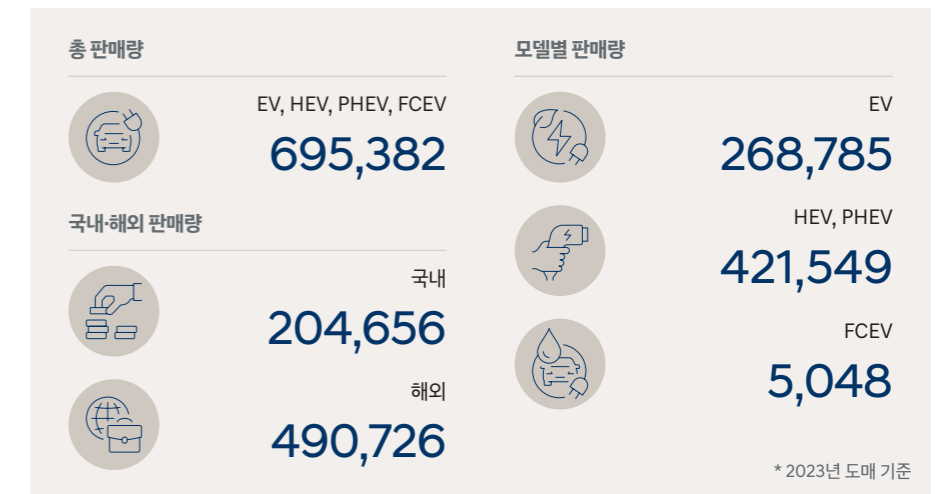 총 판매량
EV, HEV, PHEV, FCEV
695,382
국내·해외 판매량
국내
204,656
해외
490,726
모델별 판매량
EV
268,785
HEV, PHEV
421,549
FCEV
5,048
* 2023년 도매 기준